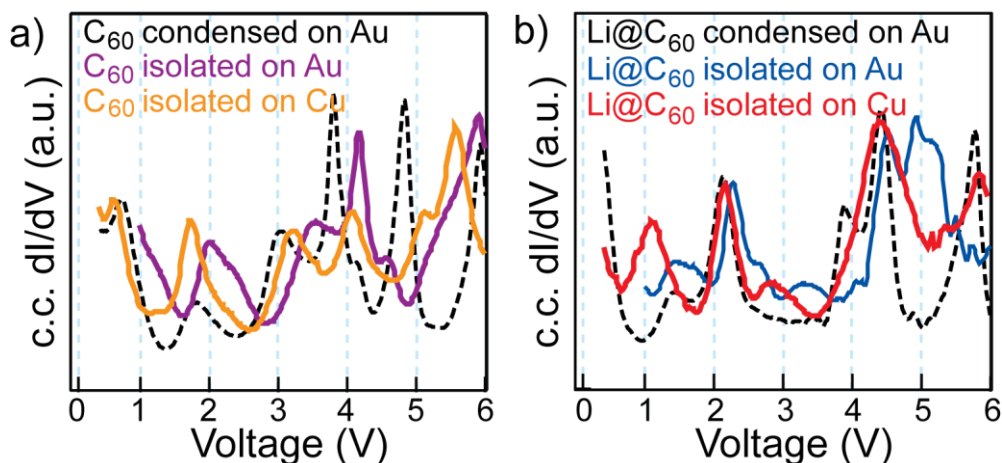 a)
C60 condensed on Au
C60 isolated on Au
C60 isolated on Cu
c.c. dI/dV (a.u.)
0 1 2 3 4 5 6
Voltage (V)
b)
Li@C60 condensed on Au
Li@C60 isolated on Au
Li@C60 isolated on Cu
c.c. dI/dV (a.u.)
0 1 2 3 4 5 6
Voltage (V)